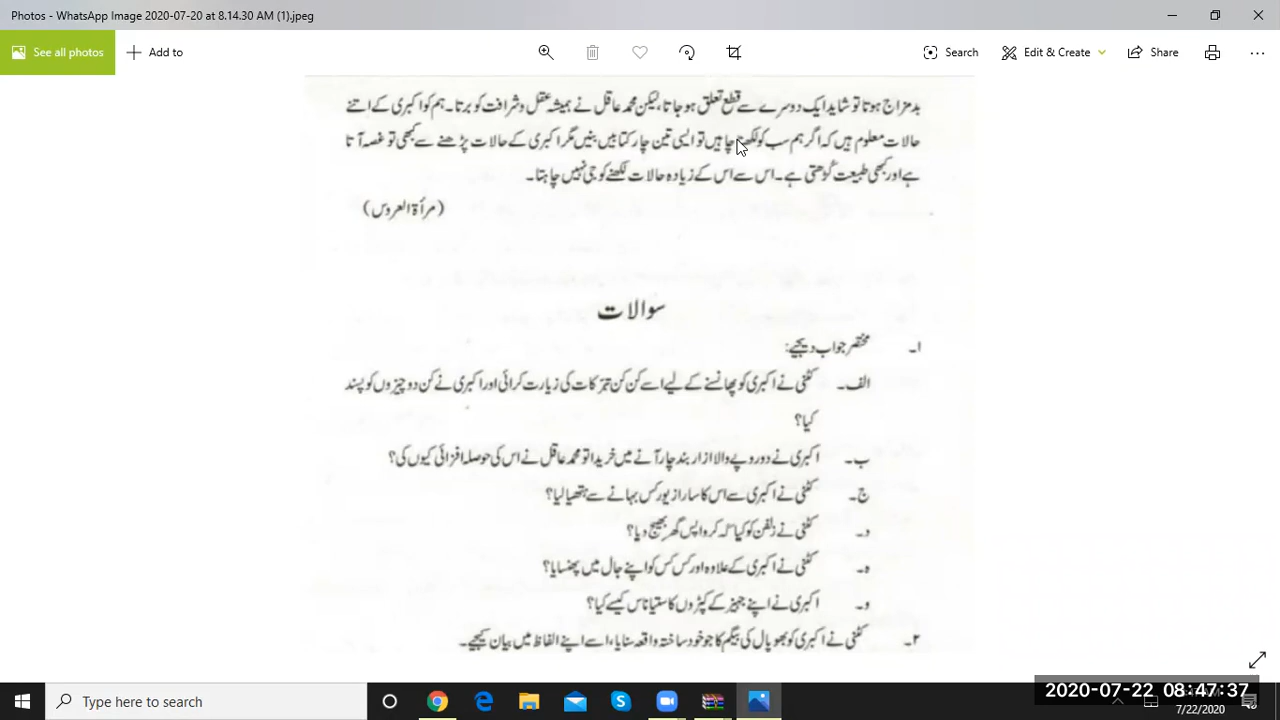 Photos - WhatsApp Image 2020-07-20 at 8.14.30 AM (1).jpeg
See all photos
Add to
Search
Edit & Create
Share
بدمزاج ہوتا تو شاید ایک دوسرے سے قطع تعلق ہو جاتا، لیکن محمد عاقل نے ہمیشہ عقل و شرافت کو برتا۔ ہم کو اکبری کے اتنے
حالات معلوم ہیں کہ اگر ہم سب کو لکھنا چاہیں تو ایسی تین چار کتابیں بنیں مگر اکبری کے حالات پڑھنے سے کبھی تو غصہ آتا
ہے اور کبھی طبیعت کُڑھتی ہے۔ اس سے اس کے زیادہ حالات لکھنے کو جی نہیں چاہتا۔
(مرأۃ العروس)
سوالات
۱۔ مختصر جواب دیجیے:
الف۔ کٹنی نے اکبری کو پھانسنے کے لیے اسے کن کن تبرّکات کی زیارت کرائی اور اکبری نے کن دو چیزوں کو پسند
کیا؟
ب۔ اکبری نے دو روپے والا ازار بند چار آنے میں خریدا تو محمد عاقل نے اس کی حوصلہ افزائی کیوں کی؟
ج۔ کٹنی نے اکبری سے اس کا سارا زیور کس بہانے سے ہتھیا لیا؟
د۔ کٹنی نے زلفن کو کیا کہہ کر واپس گھر بھیج دیا؟
ہ۔ کٹنی نے اکبری کے علاوہ اور کس کس کو اپنے جال میں پھنسایا؟
و۔ اکبری نے اپنے جہیز کے کپڑوں کا ستیاناس کیسے کیا؟
۲۔ کٹنی نے اکبری کو بھوپال کی بیگم کا جو خود ساختہ واقعہ سنایا، اسے اپنے الفاظ میں بیان کیجیے۔
Type here to search
2020-07-22 08:47:37
7/22/2020